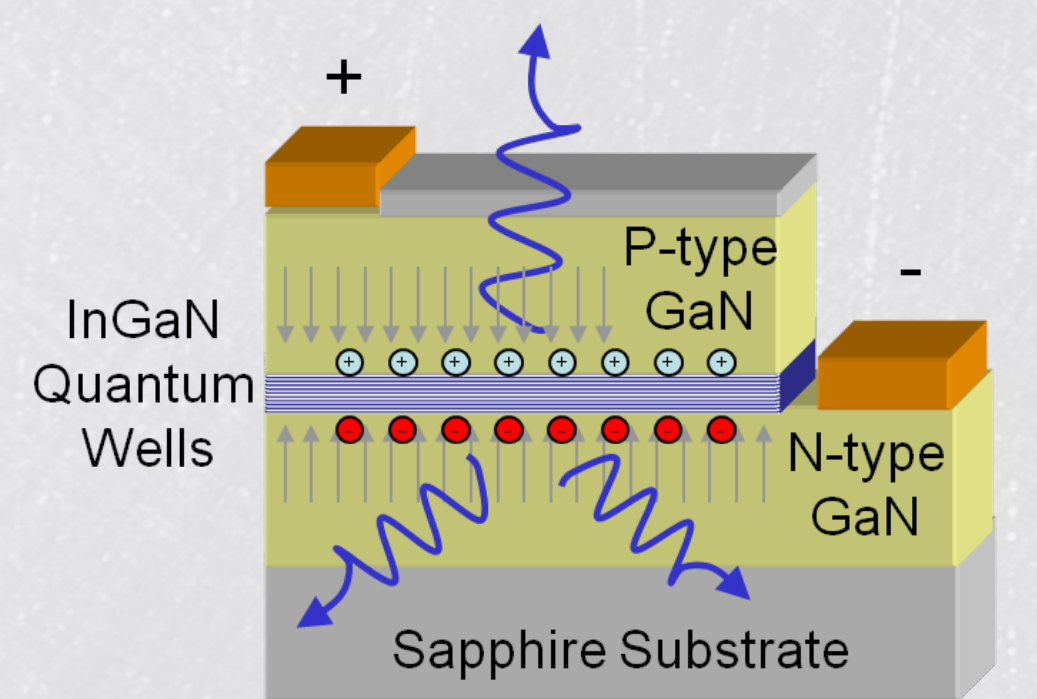 +
P-type
GaN
-
InGaN
Quantum
Wells
+ + + + + + + +
- - - - - - - -
N-type
GaN
Sapphire Substrate